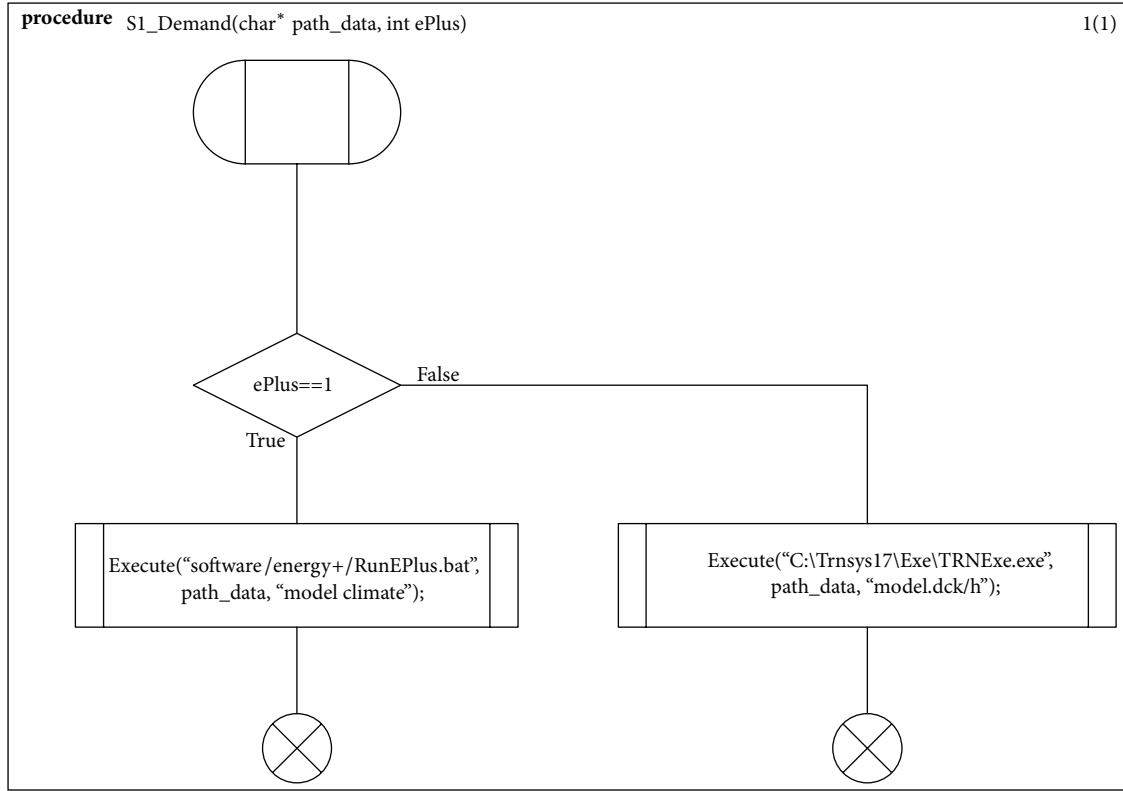 procedure S1_Demand(char* path_data, int ePlus) 1(1)
ePlus==1
False
True
Execute(“software/energy+/RunEPlus.bat”,
path_data, “model climate”);
Execute(“C:\Trnsys17\Exe\TRNExe.exe”,
path_data, “model.dck/h”);